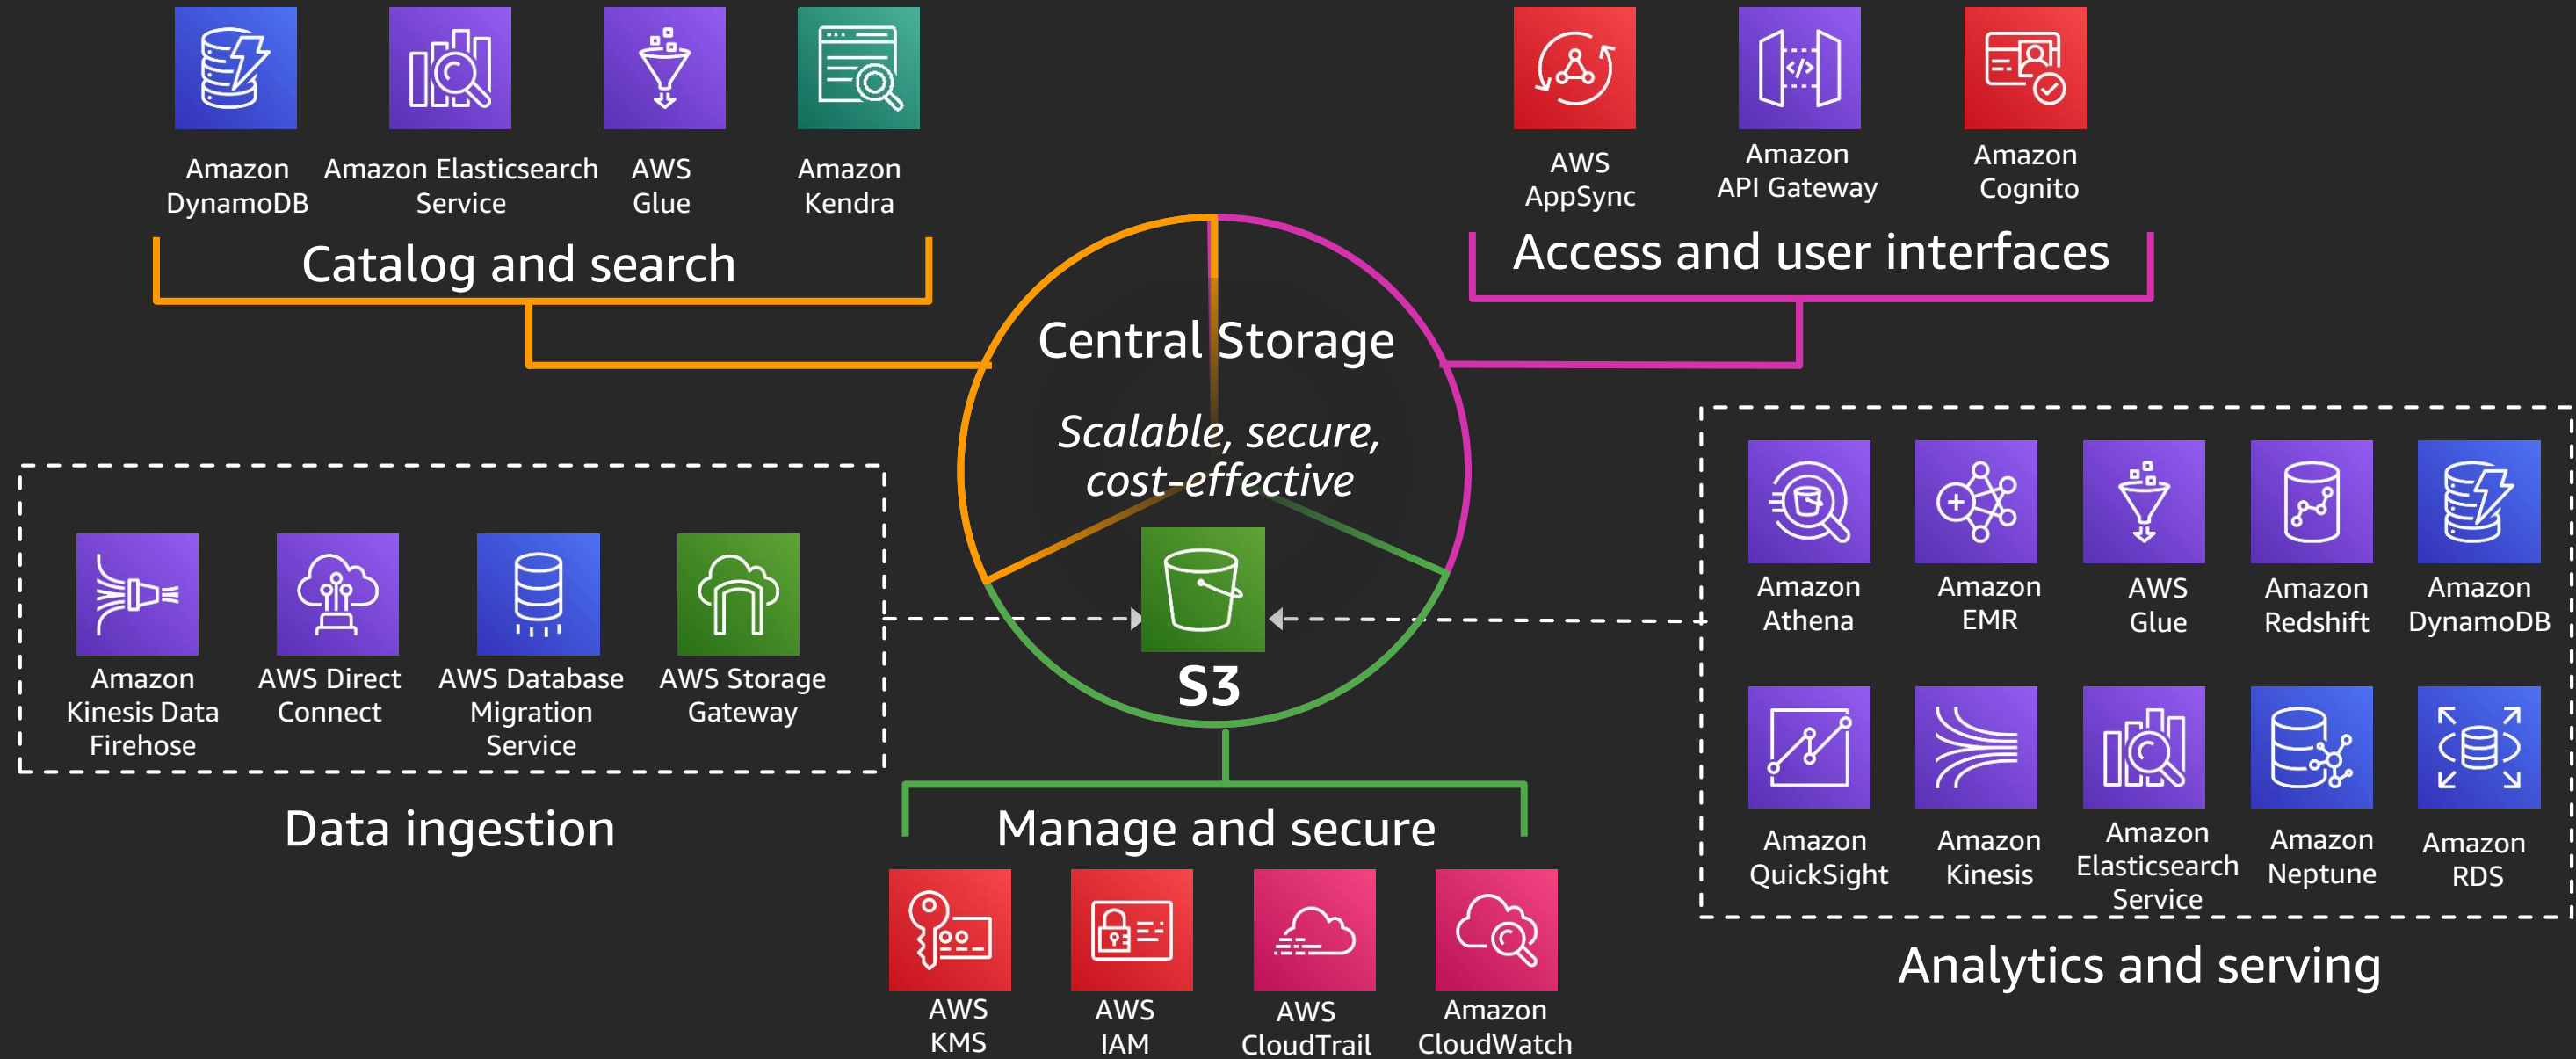 Amazon
DynamoDB
Amazon Elasticsearch
Service
AWS
Glue
Amazon
Kendra
Catalog and search
AWS
AppSync
Amazon
API Gateway
Amazon
Cognito
Access and user interfaces
Central Storage
Scalable, secure,
cost-effective
S3
Amazon
Kinesis Data
Firehose
AWS Direct
Connect
AWS Database
Migration
Service
AWS Storage
Gateway
Data ingestion
Amazon
Athena
Amazon
EMR
AWS
Glue
Amazon
Redshift
Amazon
DynamoDB
Amazon
QuickSight
Amazon
Kinesis
Amazon
Elasticsearch
Service
Amazon
Neptune
Amazon
RDS
Analytics and serving
Manage and secure
AWS
KMS
AWS
IAM
AWS
CloudTrail
Amazon
CloudWatch